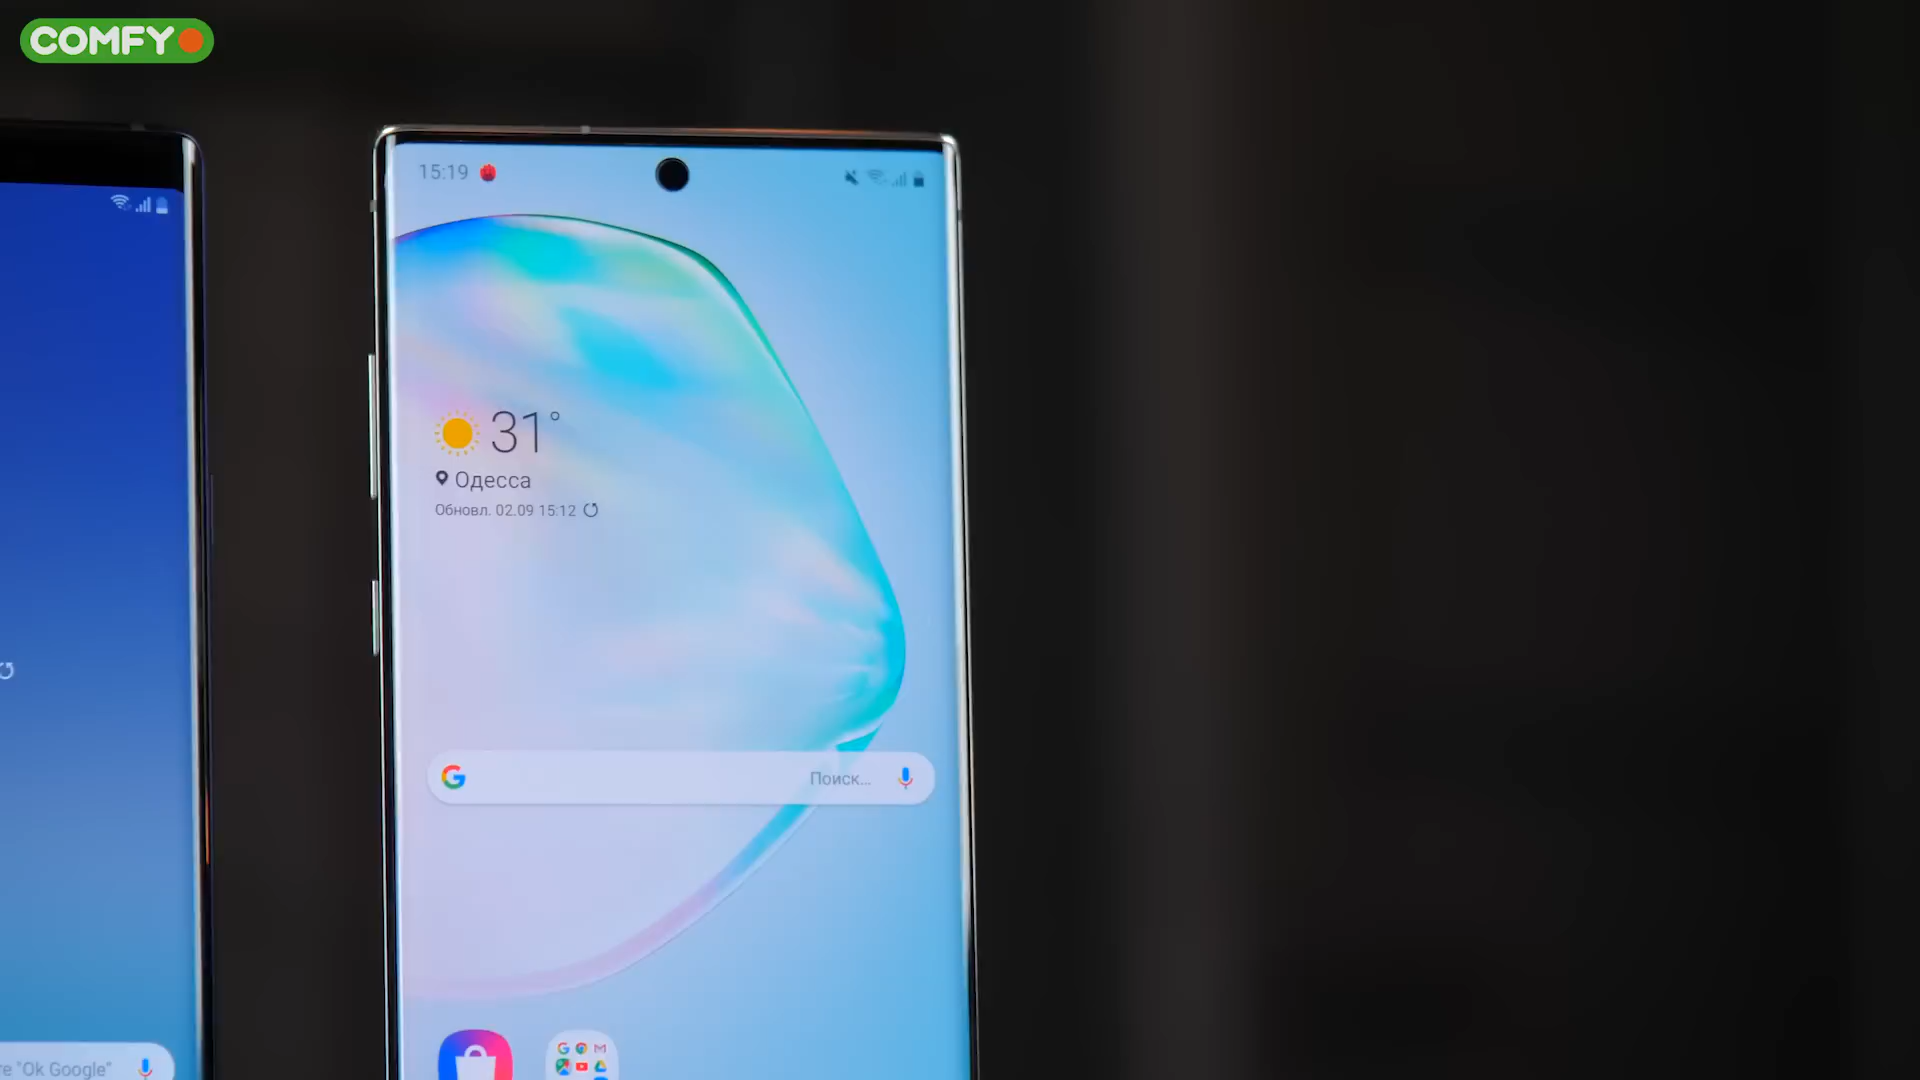 COMFY
15:19
31°
Одесса
Обновл. 02.09 15:12
Поиск...
"Ok Google"